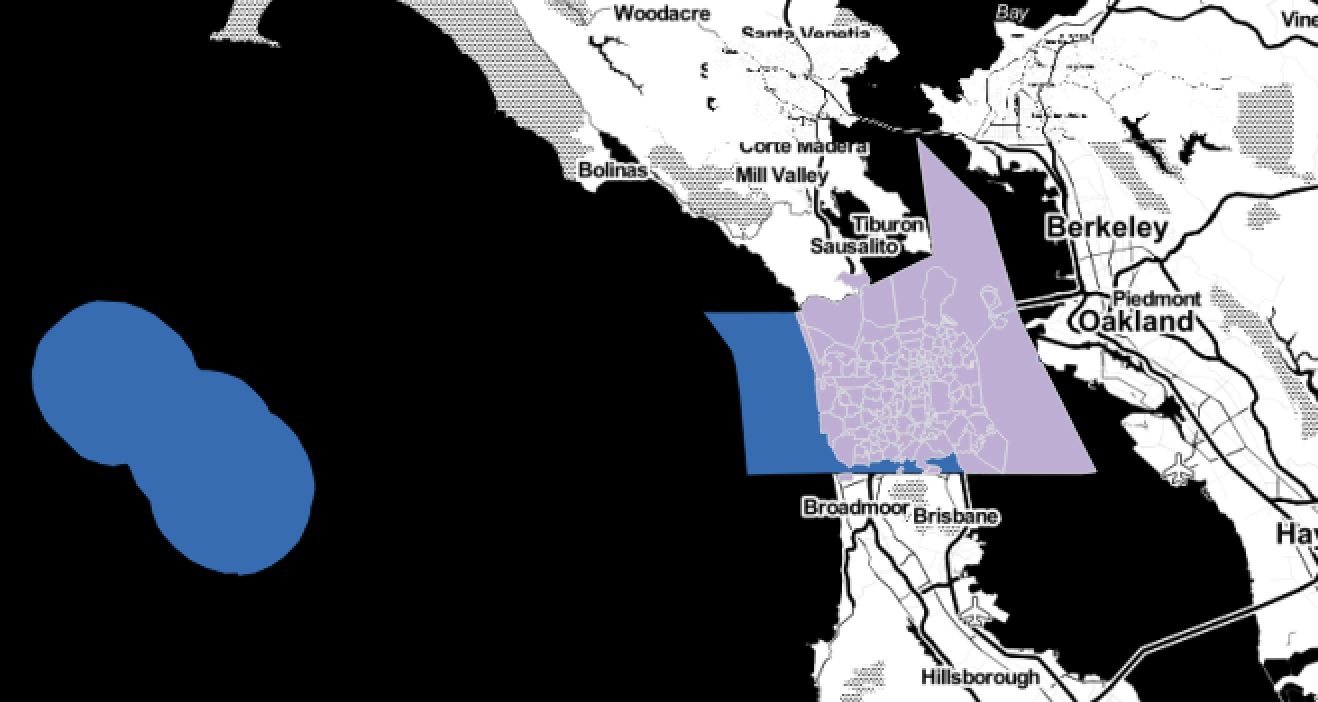 Woodacre
Bay
Vine
Santa Venetia
Corte Madera
Bolinas
Mill Valley
Tiburon
Berkeley
Sausalito
Piedmont
Oakland
Broadmoor
Brisbane
Hay
Hillsborough